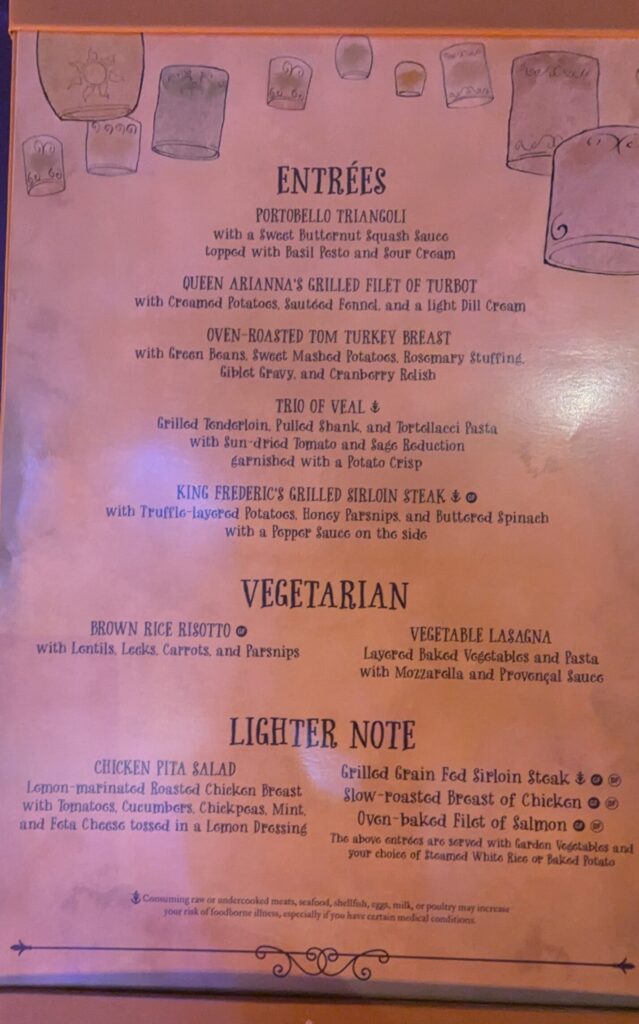 ENTRÉES
PORTOBELLO TRIANGOLI
with a Sweet Butternut Squash Sauce
topped with Basil Pesto and Sour Cream
QUEEN ARIANNA'S GRILLED FILET OF TURBOT
with Creamed Potatoes, Sautéed Fennel, and a light Dill Cream
OVEN-ROASTED TOM TURKEY BREAST
with Green Beans, Sweet Mashed Potatoes, Rosemary Stuffing,
Giblet Gravy, and Cranberry Relish
TRIO OF VEAL
Grilled Tenderloin, Pulled Shank, and Tortellacci Pasta
with Sun-dried Tomato and Sage Reduction
garnished with a Potato Crisp
KING FREDERIC'S GRILLED SIRLOIN STEAK GF
with Truffle-layered Potatoes, Honey Parsnips, and Buttered Spinach
with a Pepper Sauce on the side
VEGETARIAN
BROWN RICE RISOTTO GF
with Lentils, Leeks, Carrots, and Parsnips
VEGETABLE LASAGNA
Layered Baked Vegetables and Pasta
with Mozzarella and Provençal Sauce
LIGHTER NOTE
CHICKEN PITA SALAD
Lemon-marinated Roasted Chicken Breast
with Tomatoes, Cucumbers, Chickpeas, Mint,
and Feta Cheese tossed in a Lemon Dressing
Grilled Grain Fed Sirloin Steak GF DF
Slow-roasted Breast of Chicken GF DF
Oven-baked Filet of Salmon GF DF
The above entrées are served with Garden Vegetables and
your choice of Steamed White Rice or Baked Potato
Consuming raw or undercooked meats, seafood, shellfish, eggs, milk, or poultry may increase
your risk of foodborne illness, especially if you have certain medical conditions.